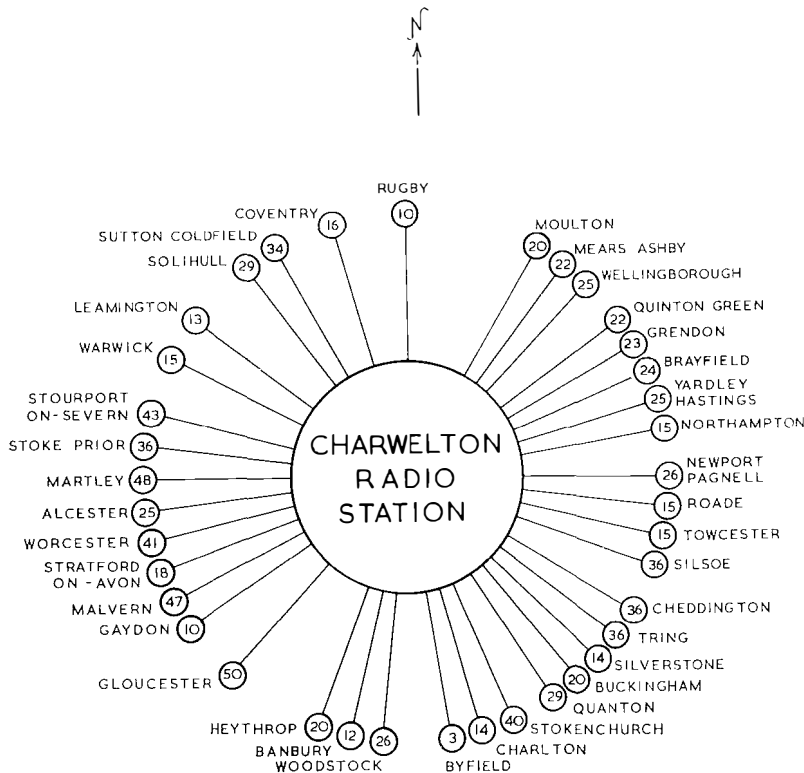 N
RUGBY
10
COVENTRY
16
SUTTON COLDFIELD
34
SOLIHULL
29
LEAMINGTON
13
WARWICK
15
STOURPORT
ON-SEVERN
43
STOKE PRIOR
36
MARTLEY
48
ALCESTER
25
WORCESTER
41
STRATFORD
ON-AVON
18
MALVERN
47
GAYDON
10
GLOUCESTER
50
HEYTHROP
20
BANBURY
12
WOODSTOCK
26
CHARWELTON
RADIO
STATION
MOULTON
20
MEARS ASHBY
22
WELLINGBOROUGH
25
QUINTON GREEN
22
GRENDON
23
BRAYFIELD
24
YARDLEY
HASTINGS
25
NORTHAMPTON
15
NEWPORT
PAGNELL
26
ROADE
15
TOWCESTER
15
SILSOE
36
CHEDDINGTON
36
TRING
36
SILVERSTONE
14
BUCKINGHAM
20
QUANTON
29
STOKENCHURCH
40
CHARLTON
14
BYFIELD
3